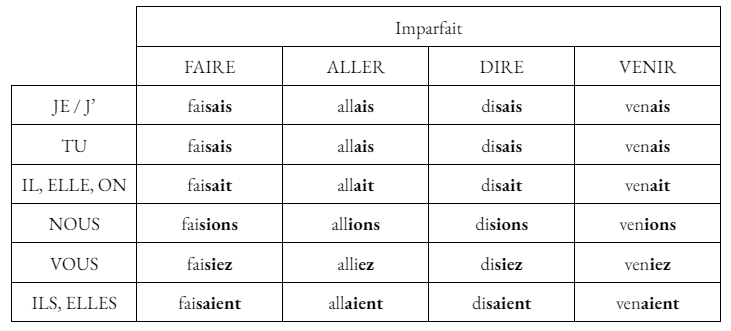 Imparfait
FAIRE ALLER DIRE VENIR
JE / J’ faisais allais disais venais
TU faisais allais disais venais
IL, ELLE, ON faisait allait disait venait
NOUS faisions allions disions venions
VOUS faisiez alliez disiez veniez
ILS, ELLES faisaient allaient disaient venaient